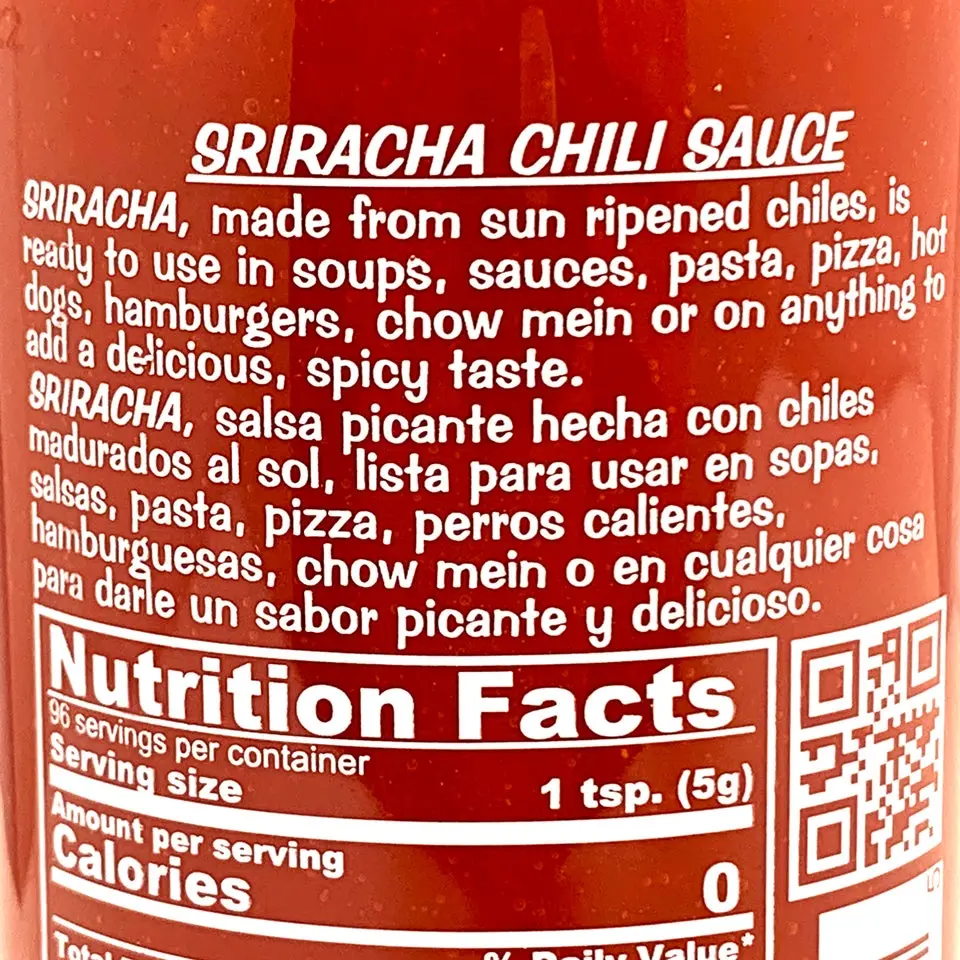 SRIRACHA CHILI SAUCE
SRIRACHA, made from sun ripened chiles, is
ready to use in soups, sauces, pasta, pizza, hot
dogs, hamburgers, chow mein or on anything to
add a delicious, spicy taste.
SRIRACHA, salsa picante hecha con chiles
madurados al sol, lista para usar en sopas,
salsas, pasta, pizza, perros calientes,
hamburguesas, chow mein o en cualquier cosa
para darle un sabor picante y delicioso.
Nutrition Facts
96 servings per container
Serving size 1 tsp. (5g)
Amount per serving
Calories 0
% Daily Value*
Total
5